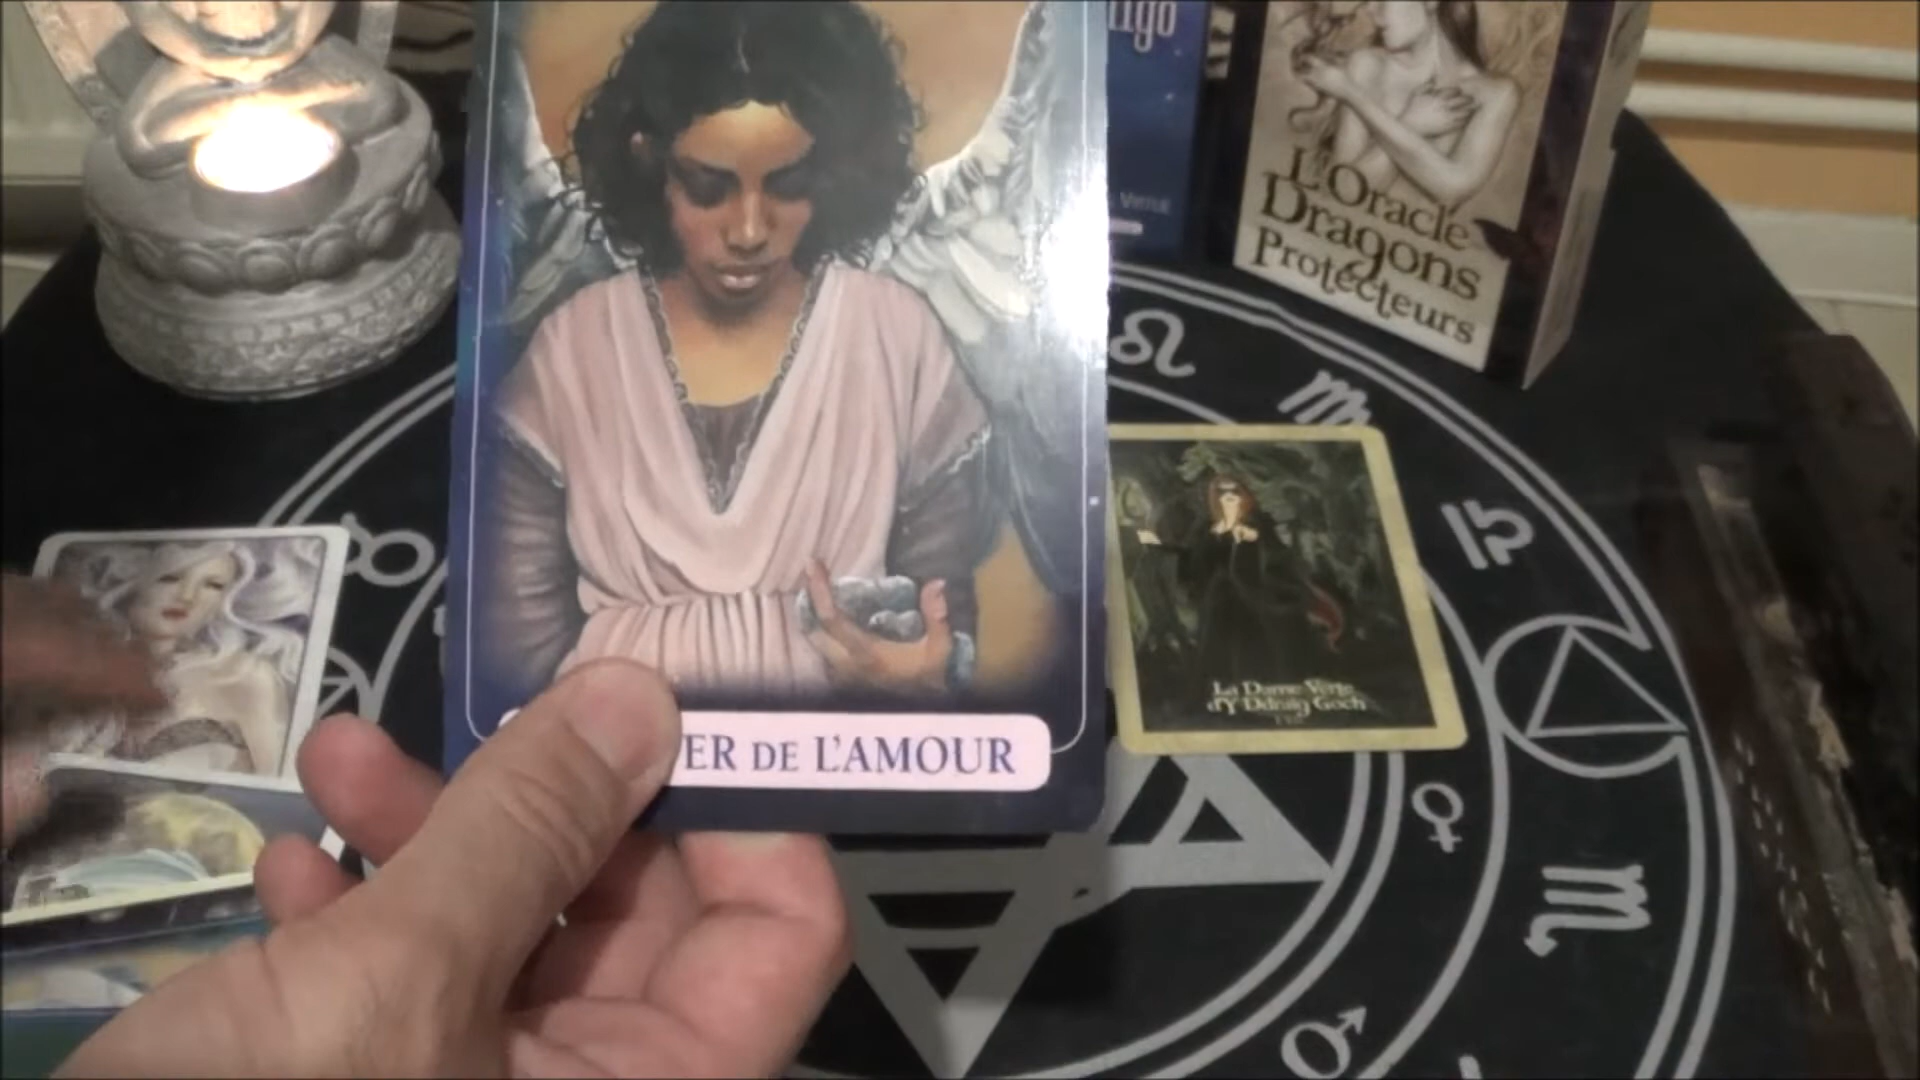 L'Oracle
Dragons
Protecteurs
La Dame Verte
d'Y Ddraig Goch
ER DE L'AMOUR